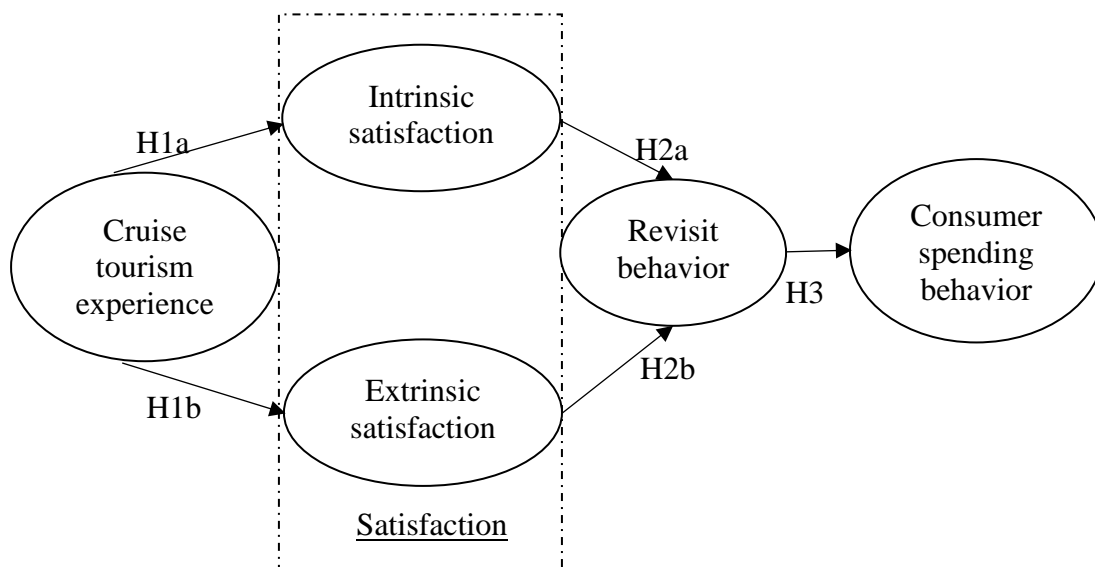 Intrinsic
satisfaction
H1a
H2a
Cruise
tourism
experience
Revisit
behavior
Consumer
spending
behavior
H3
H1b
H2b
Extrinsic
satisfaction
Satisfaction